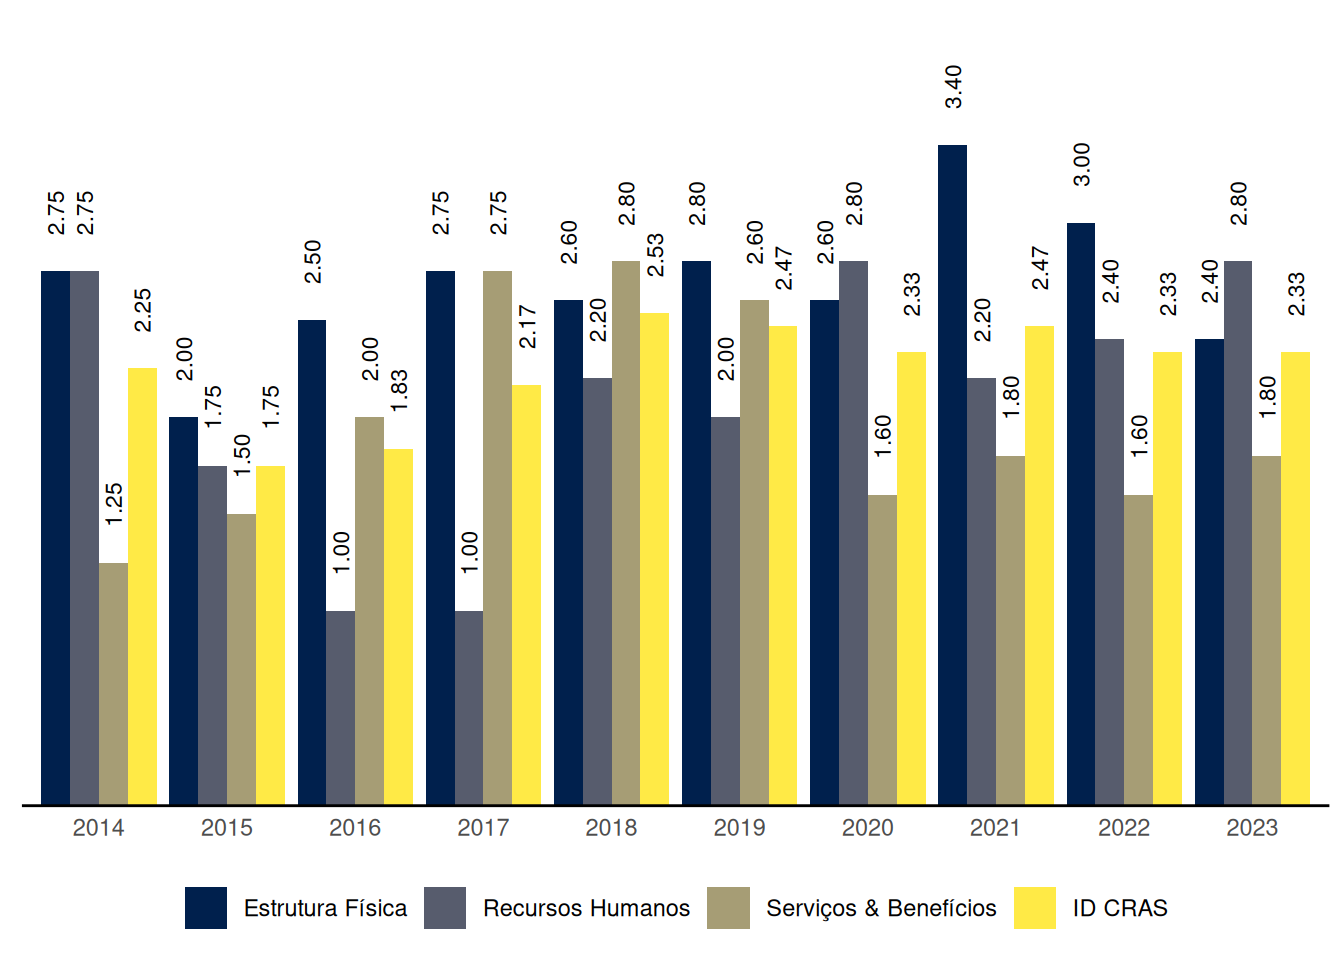 2.75 2.75 1.25 2.25
2.00 1.75 1.50 1.75
2.50 1.00 2.00 1.83
2.75 1.00 2.75 2.17
2.60 2.20 2.80 2.53
2.80 2.00 2.60 2.47
2.60 2.80 1.60 2.33
3.40 2.20 1.80 2.47
3.00 2.40 1.60 2.33
2.40 2.80 1.80 2.33
2014 2015 2016 2017 2018 2019 2020 2021 2022 2023
Estrutura Física Recursos Humanos Serviços & Benefícios ID CRAS